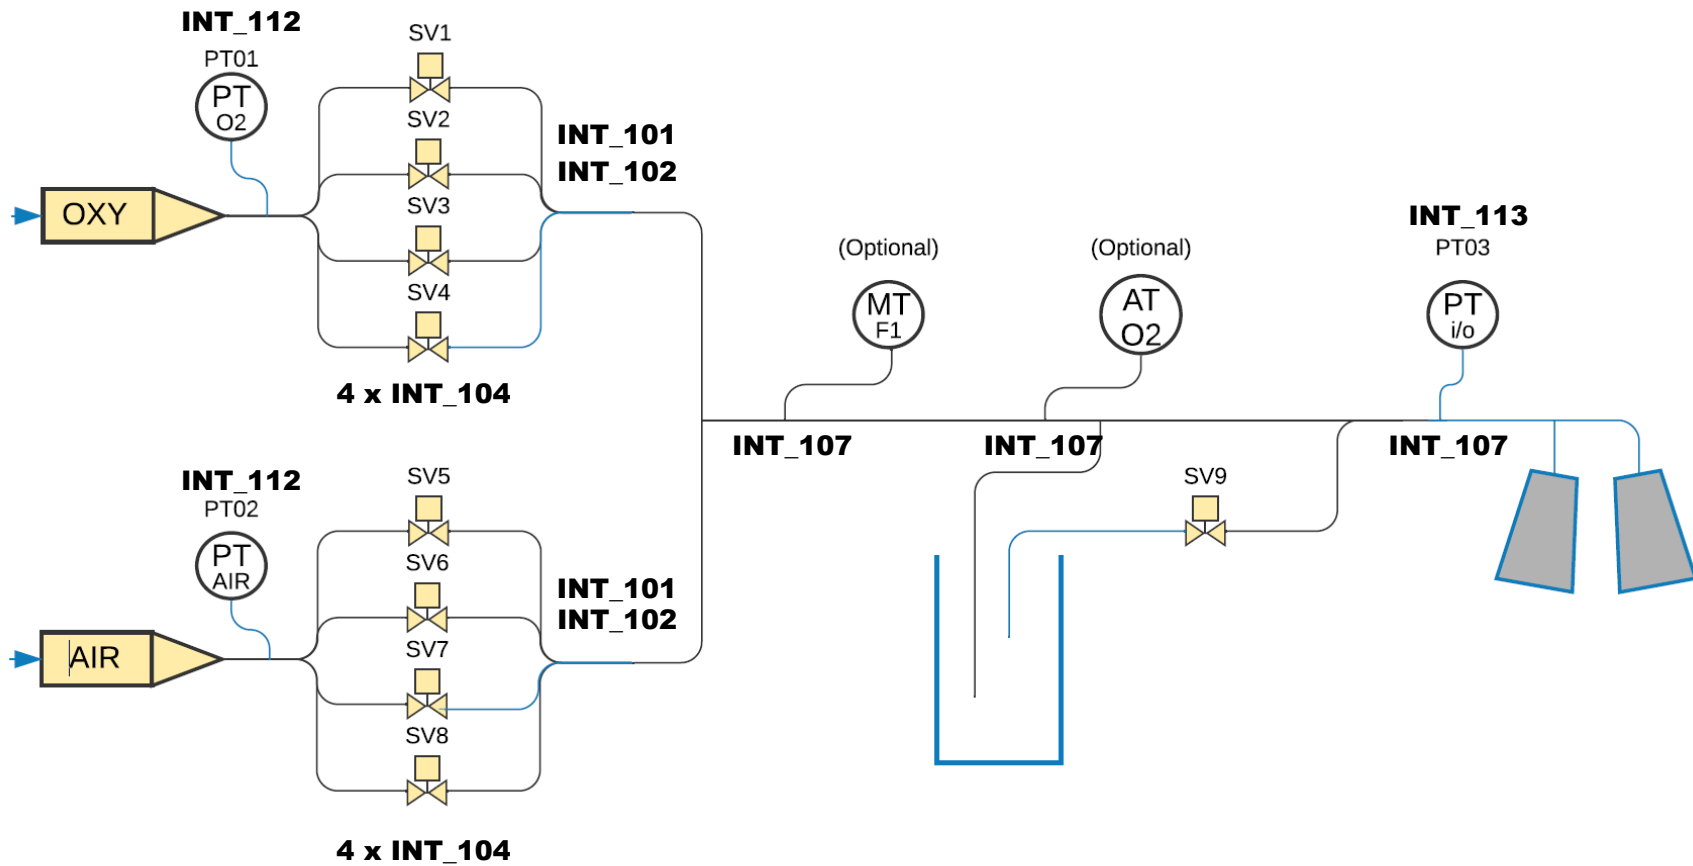 INT_112
PT01
PT
O2
OXY
SV1
SV2
SV3
SV4
INT_101
INT_102
4 x INT_104
INT_112
PT02
PT
AIR
AIR
SV5
SV6
SV7
SV8
INT_101
INT_102
4 x INT_104
(Optional)
MT
F1
INT_107
(Optional)
AT
O2
INT_107
SV9
INT_113
PT03
PT
i/o
INT_107